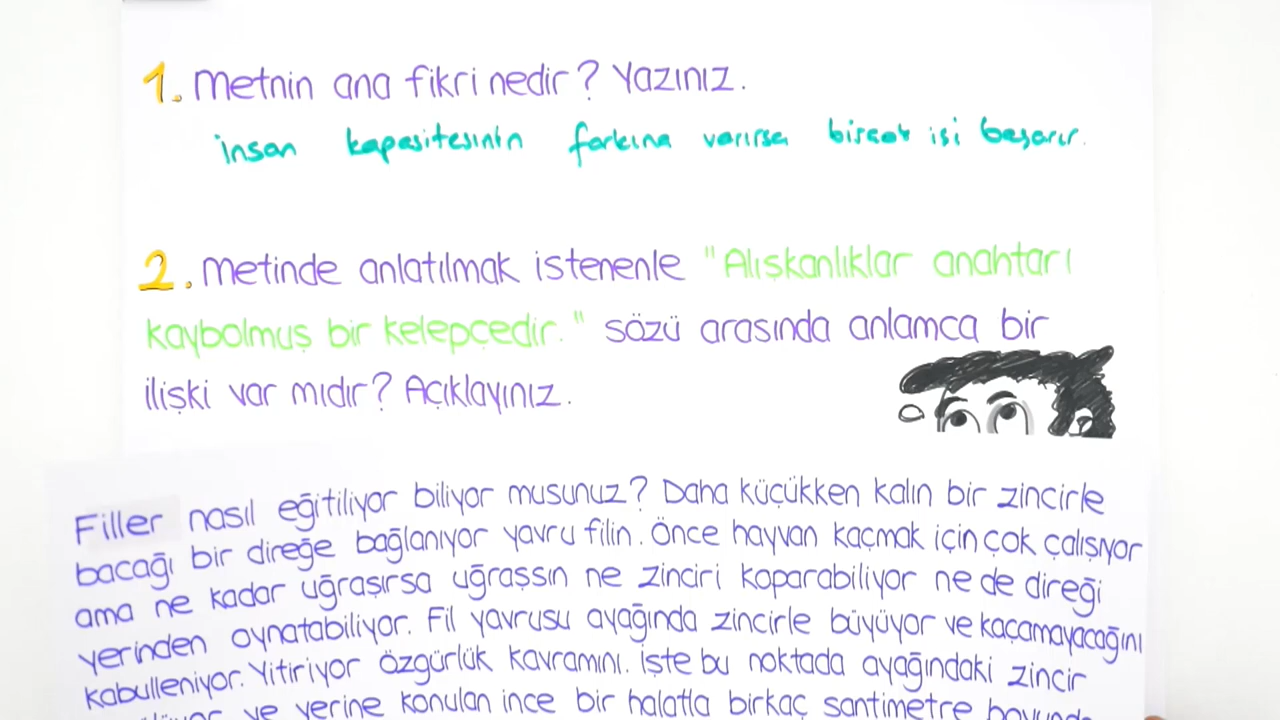 1. Metnin ana fikri nedir? Yazınız.
insan kapasitesinin farkına varırsa birçok işi başarır.
2. Metinde anlatılmak istenenle "Alışkanlıklar anahtarı
kaybolmuş bir kelepçedir." sözü arasında anlamca bir
ilişki var mıdır? Açıklayınız.
Filler nasıl eğitiliyor biliyor musunuz? Daha küçükken kalın bir zincirle
bacağı bir direğe bağlanıyor yavru filin. Önce hayvan kaçmak için çok çalışıyor
ama ne kadar uğraşırsa uğraşsın ne zinciri koparabiliyor ne de direği
yerinden oynatabiliyor. Fil yavrusu ayağında zincirle büyüyor ve kaçamayacağını
kabulleniyor. Yitiriyor özgürlük kavramını. İşte bu noktada ayağındaki zincir
ve yerine konulan ince bir halatla birkaç santimetre